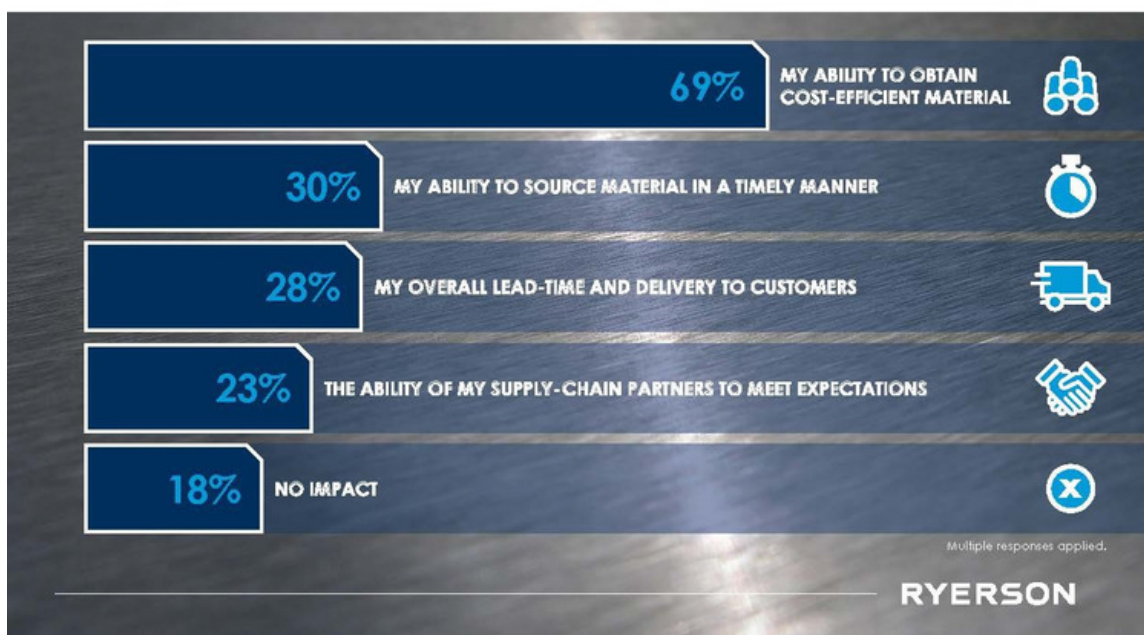 69%
MY ABILITY TO OBTAIN
COST-EFFICIENT MATERIAL
30%
MY ABILITY TO SOURCE MATERIAL IN A TIMELY MANNER
28%
MY OVERALL LEAD-TIME AND DELIVERY TO CUSTOMERS
23%
THE ABILITY OF MY SUPPLY-CHAIN PARTNERS TO MEET EXPECTATIONS
18%
NO IMPACT
X
Multiple responses applied.
RYERSON